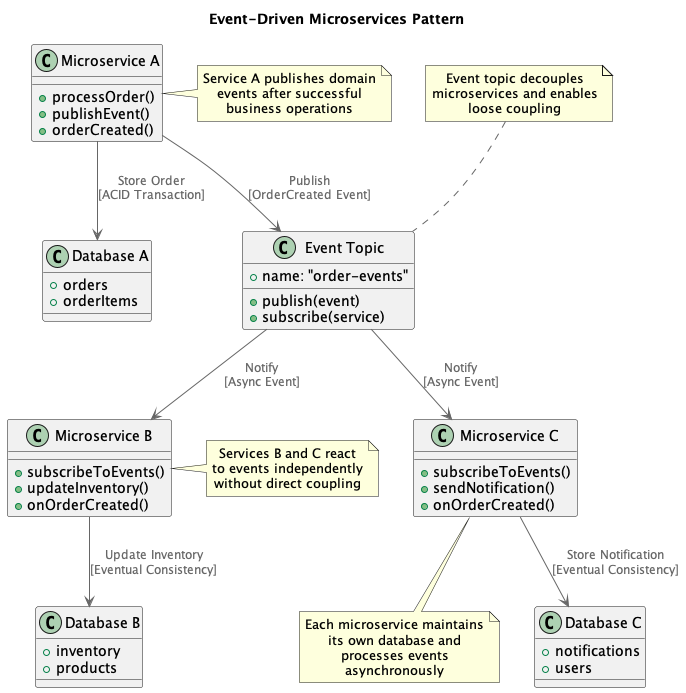 Event-Driven Microservices Pattern
C Microservice A
processOrder()
publishEvent()
orderCreated()
Service A publishes domain
events after successful
business operations
Event topic decouples
microservices and enables
loose coupling
Store Order
[ACID Transaction]
Publish
[OrderCreated Event]
C Database A
orders
orderItems
C Event Topic
name: "order-events"
publish(event)
subscribe(service)
Notify
[Async Event]
Notify
[Async Event]
C Microservice B
subscribeToEvents()
updateInventory()
onOrderCreated()
Services B and C react
to events independently
without direct coupling
C Microservice C
subscribeToEvents()
sendNotification()
onOrderCreated()
Update Inventory
[Eventual Consistency]
Store Notification
[Eventual Consistency]
C Database B
inventory
products
Each microservice maintains
its own database and
processes events
asynchronously
C Database C
notifications
users